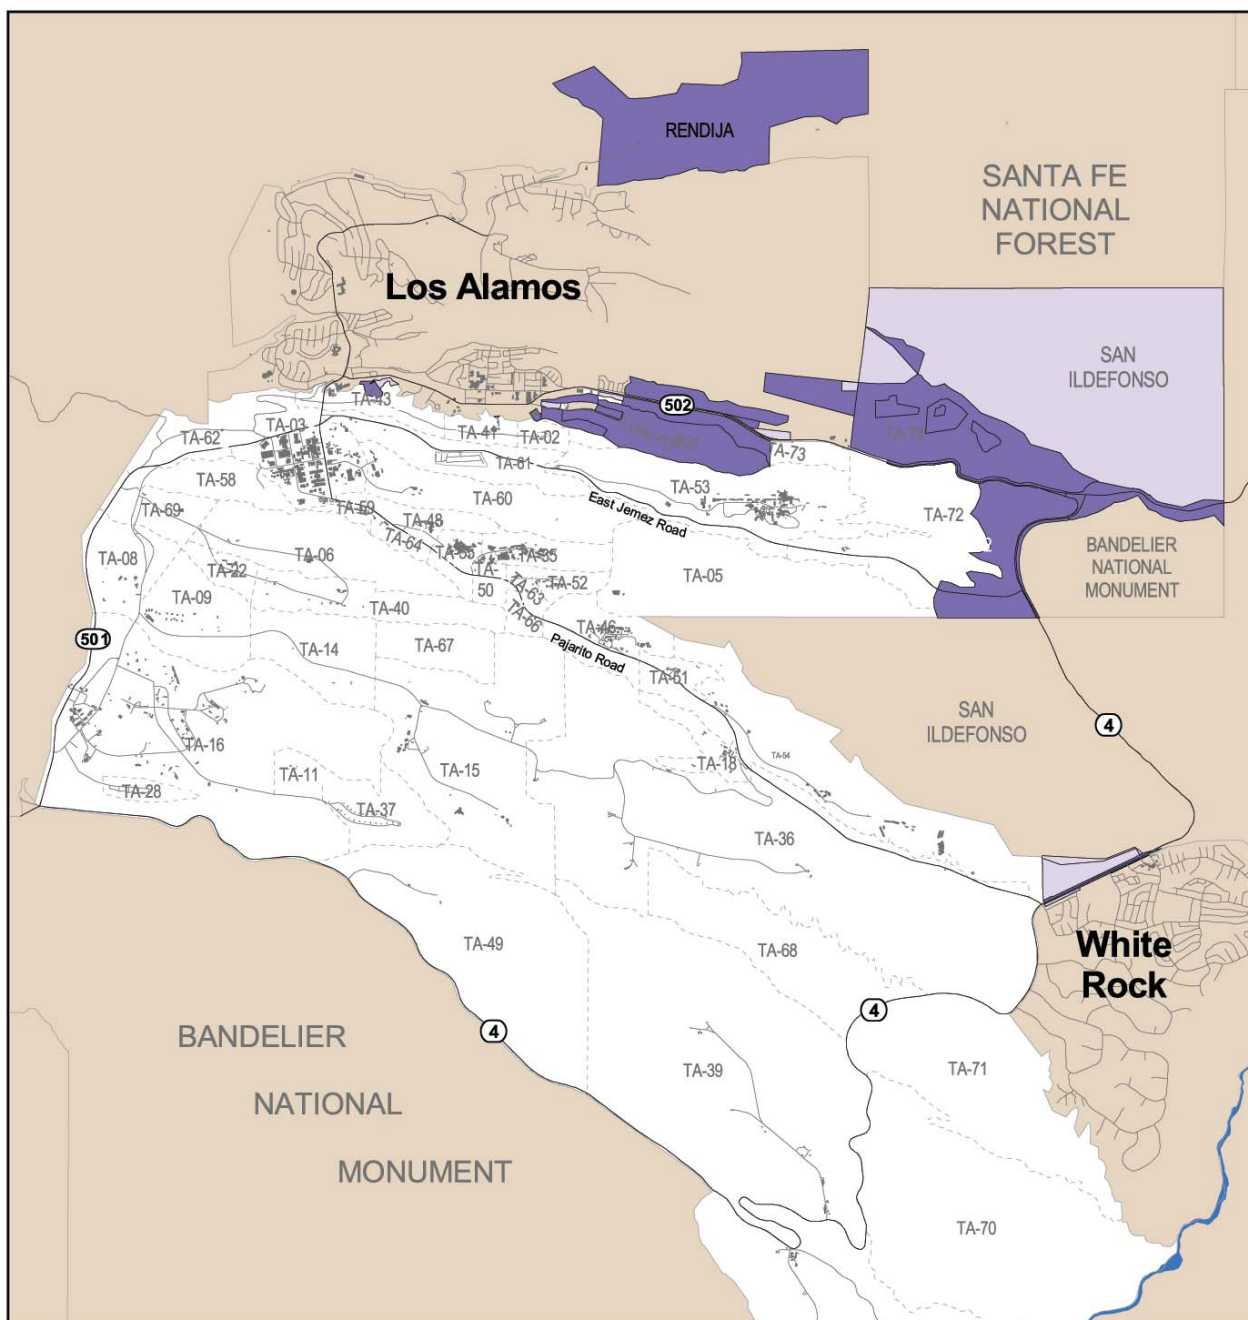 RENDIJA
SANTA FE
NATIONAL
FOREST
Los Alamos
SAN
ILDEFONSO
502
TA-43
TA-03
TA-62
TA-41
TA-02
TA-73
TA-61
TA-58
TA-53
TA-60
TA-59
TA-69
East Jemez Road
TA-72
TA-48
TA-64
TA-55
TA-35
TA-06
TA-08
TA-22
TA-
50
TA-63
TA-52
TA-05
BANDELIER
NATIONAL
MONUMENT
TA-09
TA-40
TA-66
TA-46
501
TA-14
TA-67
Pajarito Road
TA-51
SAN
ILDEFONSO
4
TA-16
TA-11
TA-15
TA-18
TA-54
TA-28
TA-37
TA-36
TA-49
TA-68
White
Rock
4
4
BANDELIER
NATIONAL
MONUMENT
TA-39
TA-71
TA-70